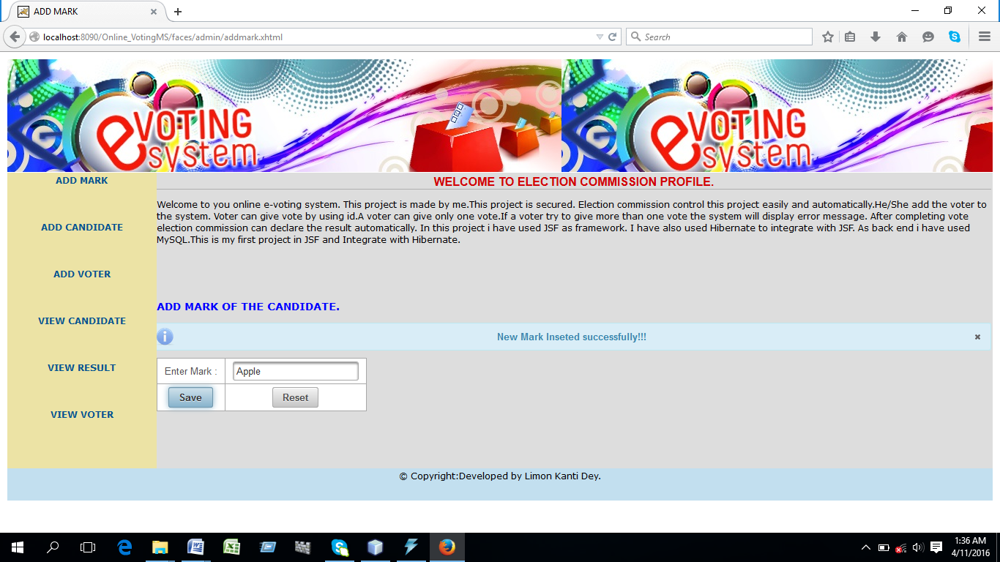 ADD MARK
localhost:8090/Online_VotingMS/faces/admin/addmark.xhtml
Search
eVOTING system
eVOTING system
ADD MARK
ADD CANDIDATE
ADD VOTER
VIEW CANDIDATE
VIEW RESULT
VIEW VOTER
WELCOME TO ELECTION COMMISSION PROFILE.
Welcome to you online e-voting system. This project is made by me.This project is secured. Election commission control this project easily and automatically.He/She add the voter to
the system. Voter can give vote by using id.A voter can give only one vote.If a voter try to give more than one vote the system will display error message. After completing vote
election commission can declare the result automatically. In this project i have used JSF as framework. I have also used Hibernate to integrate with JSF. As back end i have used
MySQL.This is my first project in JSF and Integrate with Hibernate.
ADD MARK OF THE CANDIDATE.
New Mark Inseted successfully!!!
Enter Mark : Apple
Save Reset
© Copyright:Developed by Limon Kanti Dey.
1:36 AM
4/11/2016